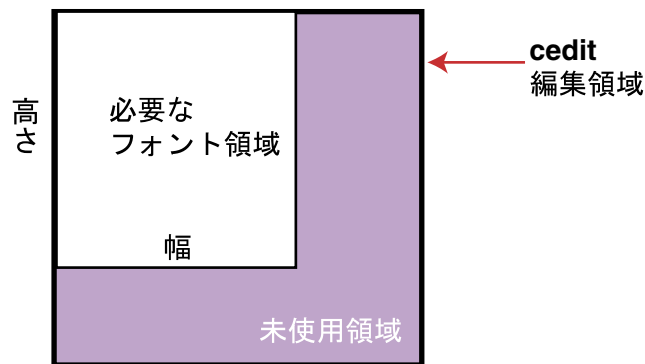 cedit
編集領域
高さ
必要な
フォント領域
幅
未使用領域